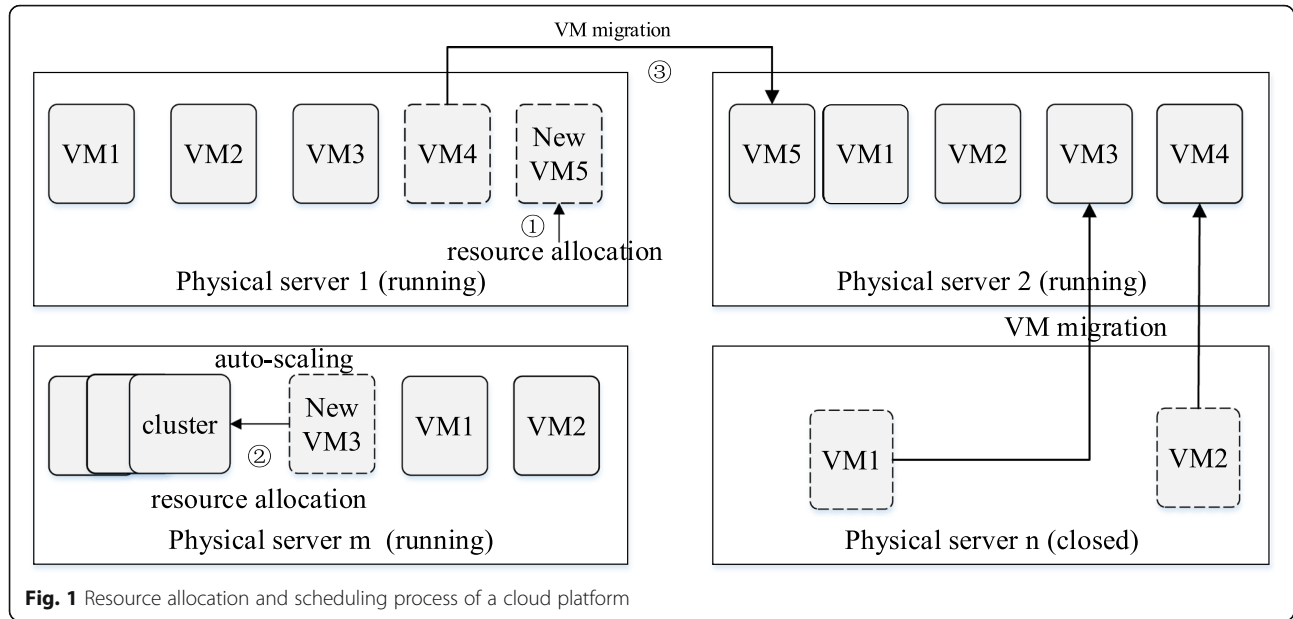 VM migration
③
VM1
VM2
VM3
VM4
New
VM5
①
resource allocation
Physical server 1 (running)
VM5
VM1
VM2
VM3
VM4
Physical server 2 (running)
VM migration
auto-scaling
cluster
②
New
VM3
VM1
VM2
resource allocation
Physical server m (running)
VM1
VM2
Physical server n (closed)
Fig. 1 Resource allocation and scheduling process of a cloud platform